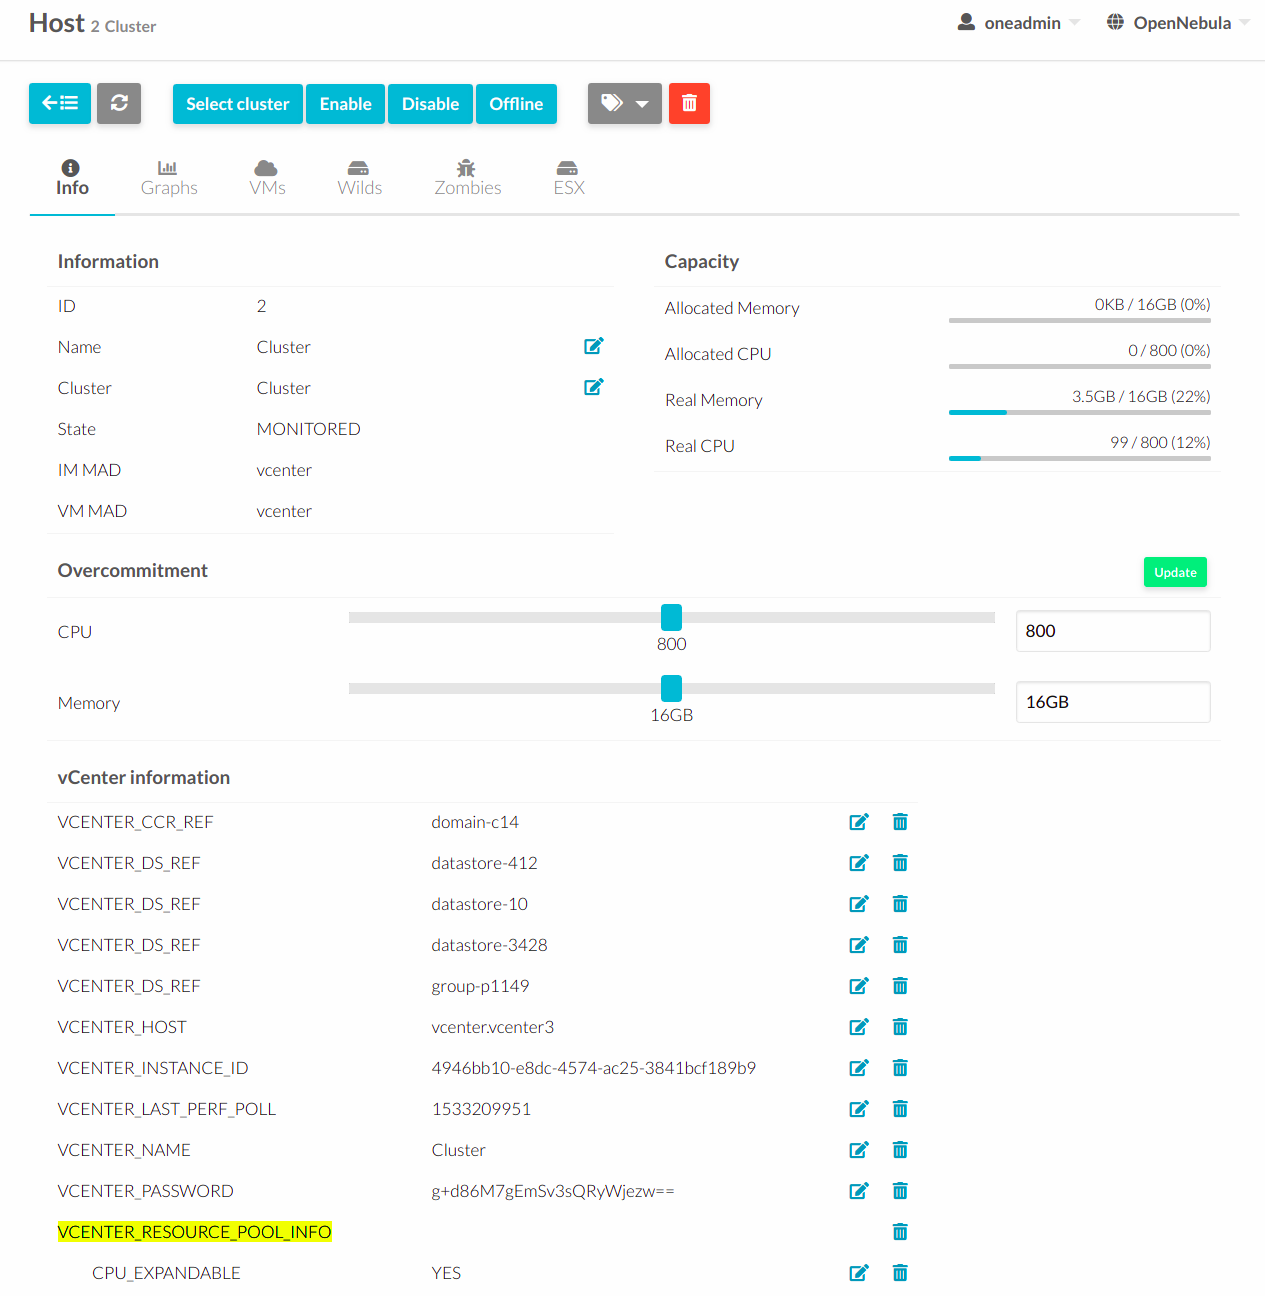 Host 2 Cluster
oneadmin
OpenNebula
Select cluster
Enable
Disable
Offline
Info
Graphs
VMs
Wilds
Zombies
ESX
Information
ID 2
Name Cluster
Cluster Cluster
State MONITORED
IM MAD vcenter
VM MAD vcenter
Capacity
Allocated Memory 0KB / 16GB (0%)
Allocated CPU 0 / 800 (0%)
Real Memory 3.5GB / 16GB (22%)
Real CPU 99 / 800 (12%)
Overcommitment
Update
CPU 800 800
Memory 16GB 16GB
vCenter information
VCENTER_CCR_REF domain-c14
VCENTER_DS_REF datastore-412
VCENTER_DS_REF datastore-10
VCENTER_DS_REF datastore-3428
VCENTER_DS_REF group-p1149
VCENTER_HOST vcenter.vcenter3
VCENTER_INSTANCE_ID 4946bb10-e8dc-4574-ac25-3841bcf189b9
VCENTER_LAST_PERF_POLL 1533209951
VCENTER_NAME Cluster
VCENTER_PASSWORD g+d86M7gEmSv3sQRyWjezw==
VCENTER_RESOURCE_POOL_INFO
CPU_EXPANDABLE YES